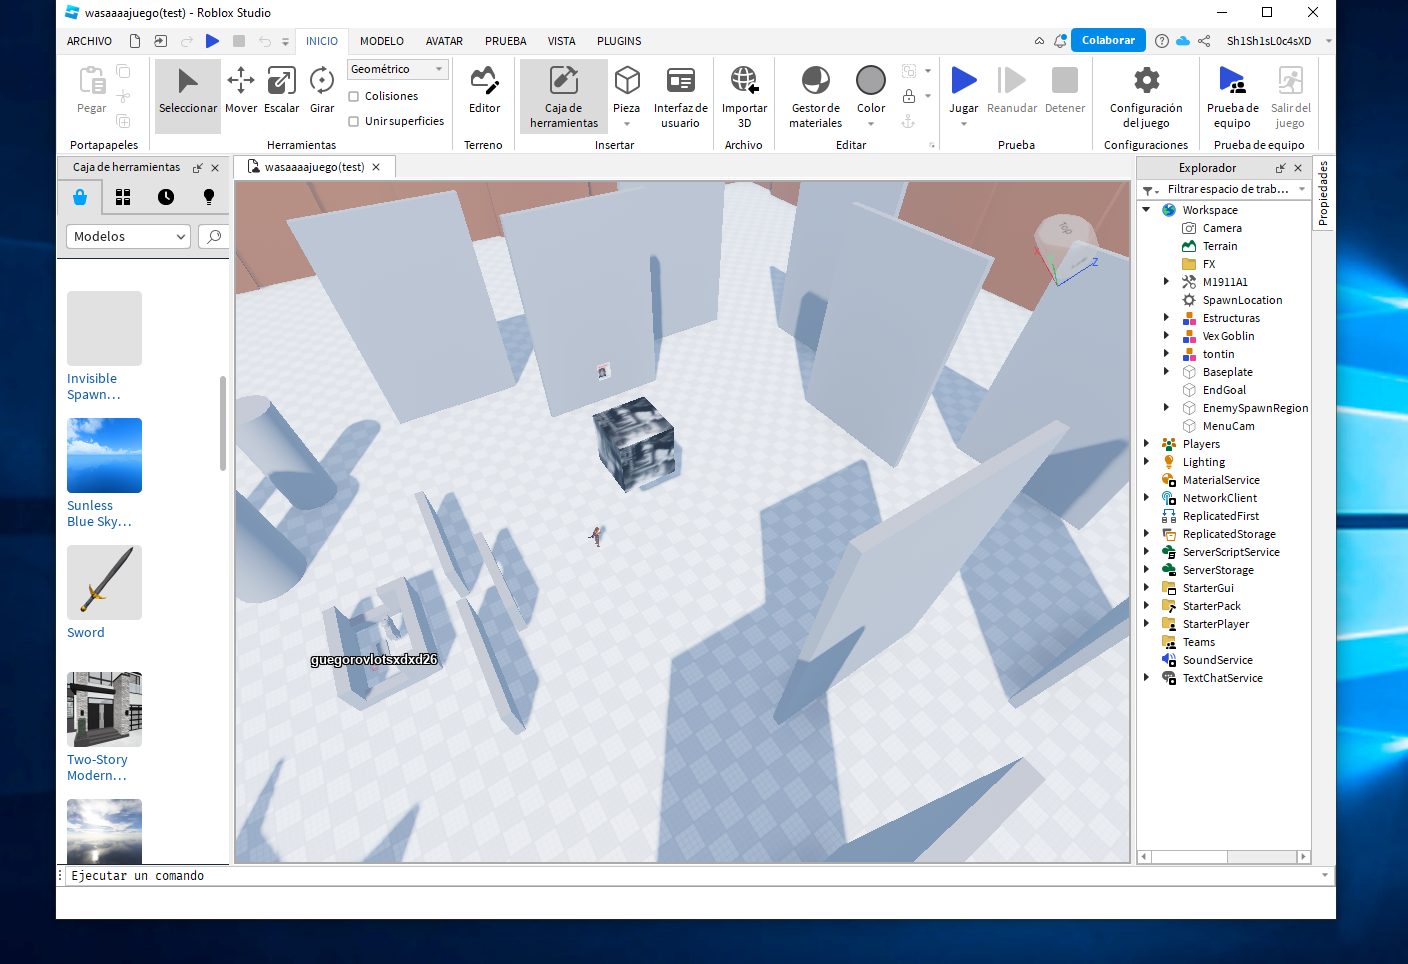 wasaaaajuego(test) - Roblox Studio
ARCHIVO
INICIO
MODELO
AVATAR
PRUEBA
VISTA
PLUGINS
Colaborar
Sh1Sh1sL0c4sXD
Pegar
Seleccionar
Mover
Escalar
Girar
Geométrico
Colisiones
Unir superficies
Editor
Caja de
herramientas
Pieza
Interfaz de
usuario
Importar
3D
Gestor de
materiales
Color
Jugar
Reanudar
Detener
Configuración
del juego
Prueba de
equipo
Salir del
juego
Portapapeles
Herramientas
Terreno
Insertar
Archivo
Editar
Prueba
Configuraciones
Prueba de equipo
Caja de herramientas
wasaaaajuego(test)
Modelos
Invisible
Spawn...
Sunless
Blue Sky...
Sword
Two-Story
Modern...
Top
X
Z
guegorovlotsxdxd26
Explorador
Filtrar espacio de trab...
Workspace
Camera
Terrain
FX
M1911A1
SpawnLocation
Estructuras
Vex Goblin
tontin
Baseplate
EndGoal
EnemySpawnRegion
MenuCam
Players
Lighting
MaterialService
NetworkClient
ReplicatedFirst
ReplicatedStorage
ServerScriptService
ServerStorage
StarterGui
StarterPack
StarterPlayer
Teams
SoundService
TextChatService
Propiedades
Ejecutar un comando